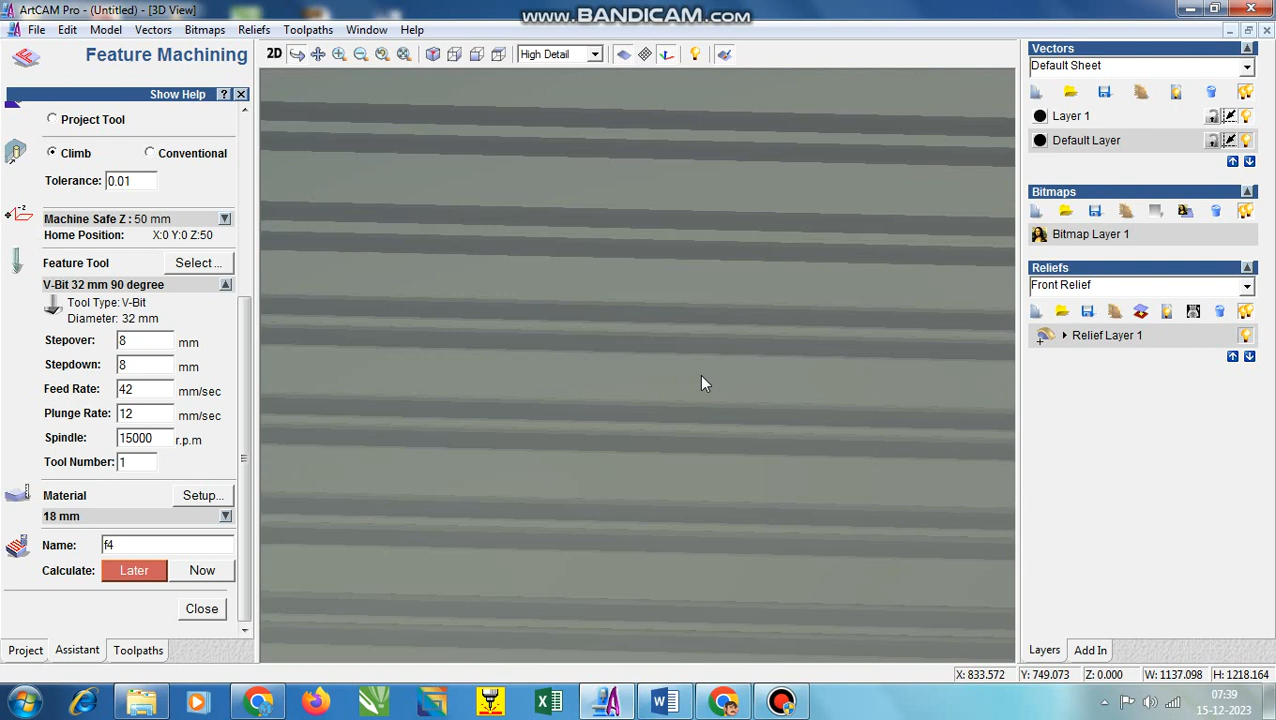 ArtCAM Pro - (Untitled) - [3D View]
www.BANDICAM.com
File Edit Model Vectors Bitmaps Reliefs Toolpaths Window Help
Feature Machining
2D
High Detail
Show Help ?
Project Tool
Climb Conventional
Tolerance: 0.01
Machine Safe Z : 50 mm
Home Position: X:0 Y:0 Z:50
Feature Tool Select ...
V-Bit 32 mm 90 degree
Tool Type: V-Bit
Diameter: 32 mm
Stepover: 8 mm
Stepdown: 8 mm
Feed Rate: 42 mm/sec
Plunge Rate: 12 mm/sec
Spindle: 15000 r.p.m
Tool Number: 1
Material Setup...
18 mm
Name: f4
Calculate: Later Now
Close
Project Assistant Toolpaths
Vectors
Default Sheet
Layer 1
Default Layer
Bitmaps
Bitmap Layer 1
Reliefs
Front Relief
Relief Layer 1
Layers Add In
X: 833.572 Y: 749.073 Z: 0.000 W: 1137.098 H: 1218.164
07:39
15-12-2023